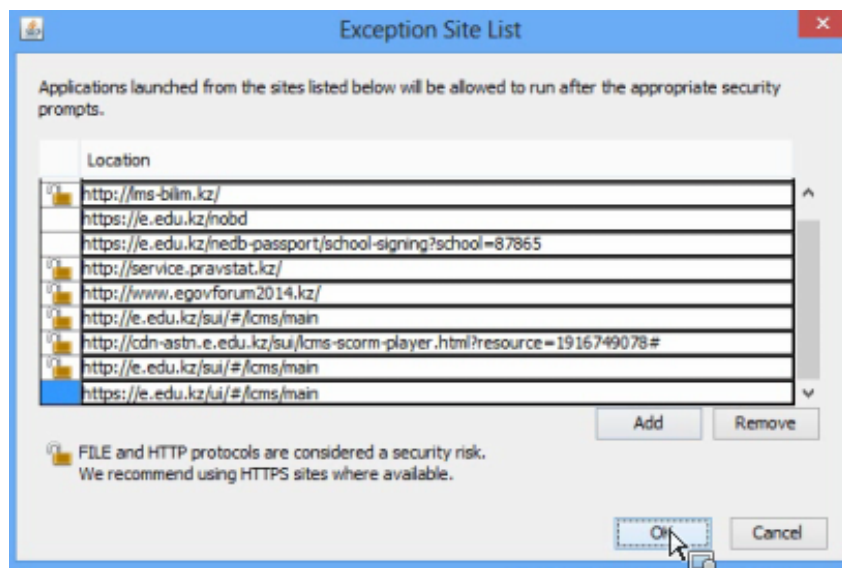 Exception Site List
Applications launched from the sites listed below will be allowed to run after the appropriate security
prompts.
Location
http://lms-bilim.kz/
https://e.edu.kz/nobd
https://e.edu.kz/nedb-passport/school-signing?school=87865
http://service.pravstat.kz/
http://www.egovforum2014.kz/
http://e.edu.kz/sui/#/lcms/main
http://cdn-astn.e.edu.kz/sui/lcms-scorm-player.html?resource=1916749078#
http://e.edu.kz/sui/#/lcms/main
https://e.edu.kz/ui/#/lcms/main
Add Remove
FILE and HTTP protocols are considered a security risk.
We recommend using HTTPS sites where available.
OK Cancel